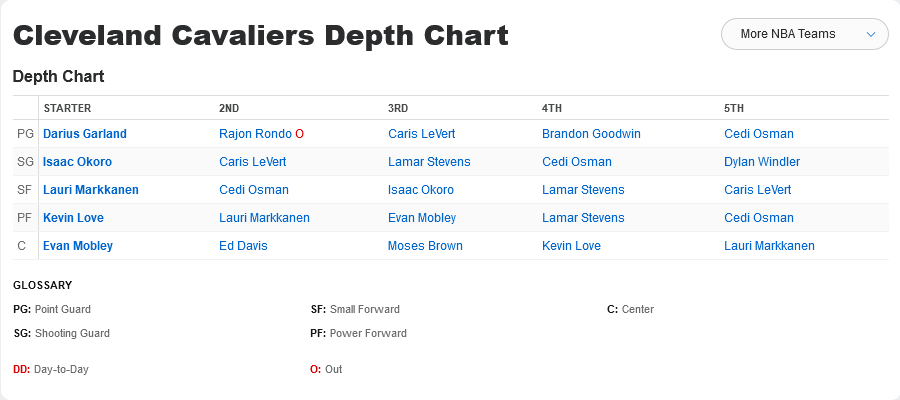 Cleveland Cavaliers Depth Chart
More NBA Teams
Depth Chart
STARTER 2ND 3RD 4TH 5TH
PG Darius Garland Rajon Rondo O Caris LeVert Brandon Goodwin Cedi Osman
SG Isaac Okoro Caris LeVert Lamar Stevens Cedi Osman Dylan Windler
SF Lauri Markkanen Cedi Osman Isaac Okoro Lamar Stevens Caris LeVert
PF Kevin Love Lauri Markkanen Evan Mobley Lamar Stevens Cedi Osman
C Evan Mobley Ed Davis Moses Brown Kevin Love Lauri Markkanen
GLOSSARY
PG: Point Guard SF: Small Forward C: Center
SG: Shooting Guard PF: Power Forward
DD: Day-to-Day O: Out